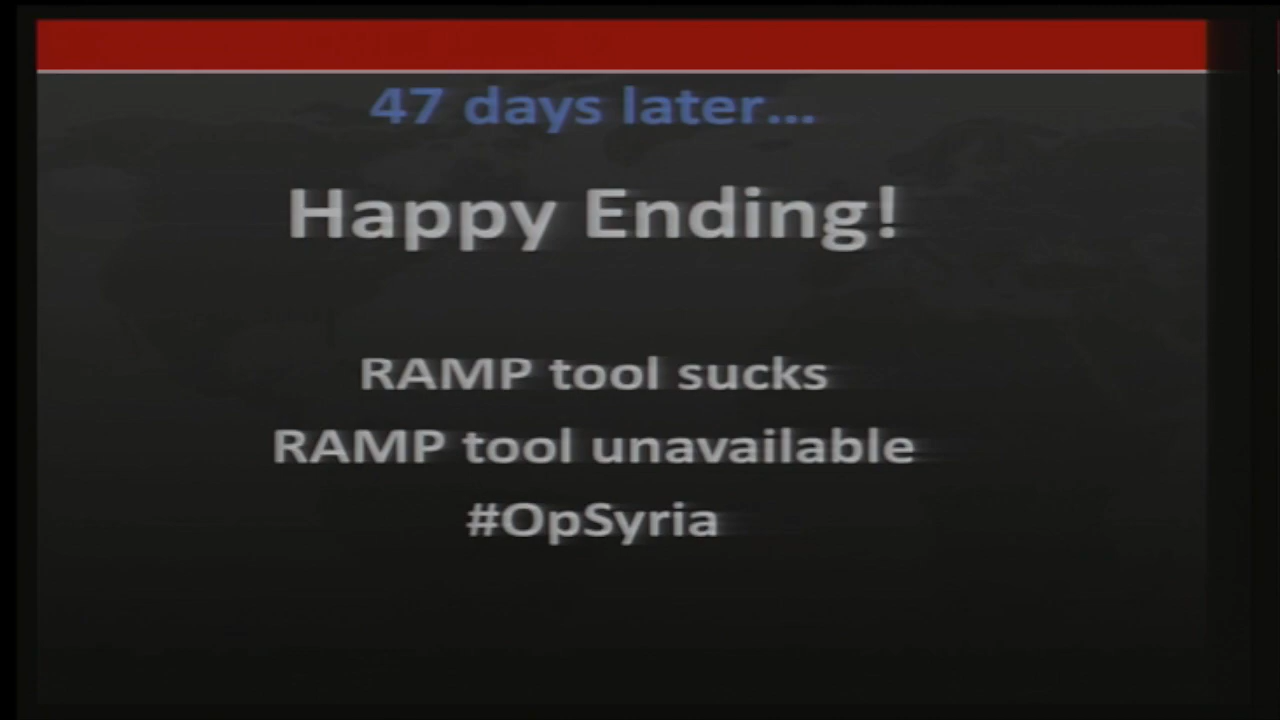 47 days later...
Happy Ending!
RAMP tool sucks
RAMP tool unavailable
#OpSyria